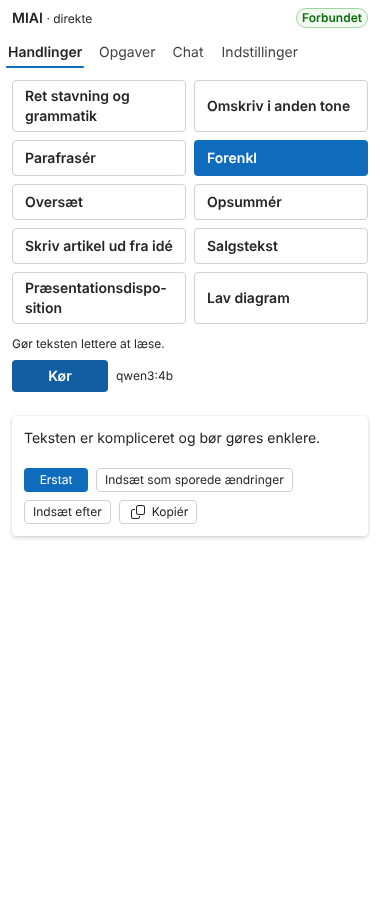 MIAI · direkte
Forbundet
Handlinger
Opgaver
Chat
Indstillinger
Ret stavning og
grammatik
Omskriv i anden tone
Parafrasér
Forenkl
Oversæt
Opsummér
Skriv artikel ud fra idé
Salgstekst
Præsentationsdispo-
sition
Lav diagram
Gør teksten lettere at læse.
Kør
qwen3:4b
Teksten er kompliceret og bør gøres enklere.
Erstat
Indsæt som sporede ændringer
Indsæt efter
Kopiér